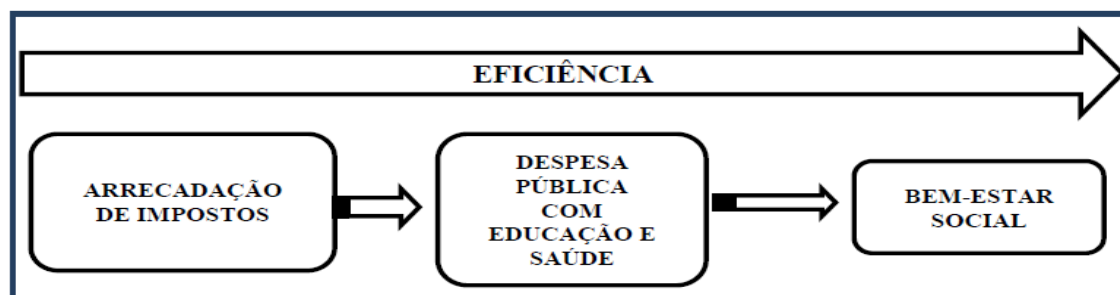 EFICIÊNCIA
ARRECADAÇÃO
DE IMPOSTOS
DESPESA
PÚBLICA
COM
EDUCAÇÃO E
SAÚDE
BEM-ESTAR
SOCIAL